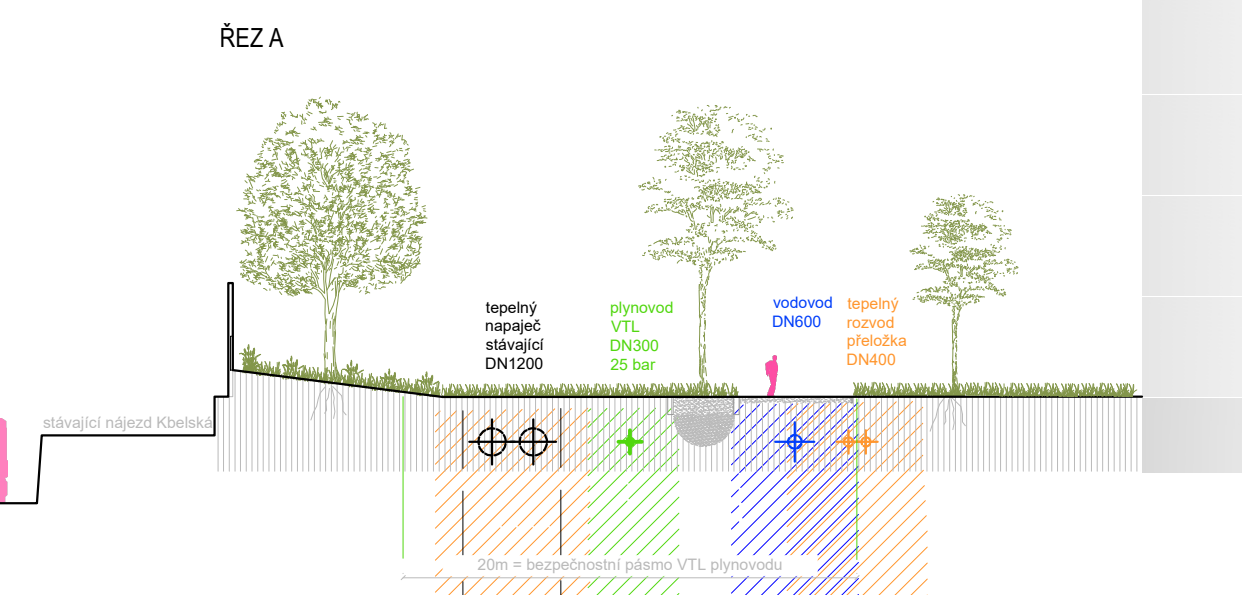 ŘEZ A
tepelný
napaječ
stávající
DN1200
plynovod
VTL
DN300
25 bar
vodovod
DN600
tepelný
rozvod
přeložka
DN400
stávající nájezd Kbelská
20m = bezpečnostní pásmo VTL plynovodu